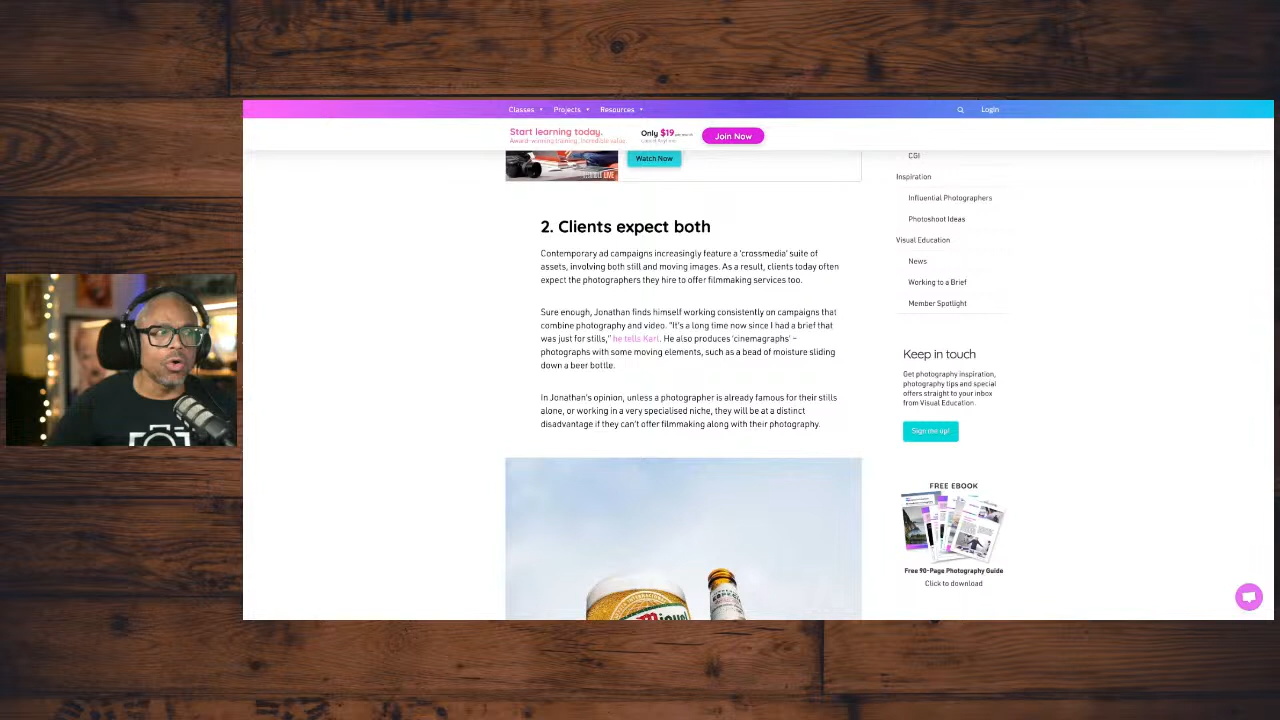 Classes Projects Resources Login
Start learning today.
Award-winning training. Incredible value.
Only $19
Join Now
Watch Now
2. Clients expect both
Contemporary ad campaigns increasingly feature a 'crossmedia' suite of
assets, involving both still and moving images. As a result, clients today often
expect the photographers they hire to offer filmmaking services too.
Sure enough, Jonathan finds himself working consistently on campaigns that
combine photography and video. "It's a long time now since I had a brief that
was just for stills," he tells Karl. He also produces 'cinemagraphs' –
photographs with some moving elements, such as a bead of moisture sliding
down a beer bottle.
In Jonathan's opinion, unless a photographer is already famous for their stills
alone, or working in a very specialised niche, they will be at a distinct
disadvantage if they can't offer filmmaking along with their photography.
CGI
Inspiration
Influential Photographers
Photoshoot Ideas
Visual Education
News
Working to a Brief
Member Spotlight
Keep in touch
Get photography inspiration,
photography tips and special
offers straight to your inbox
from Visual Education.
Sign me up!
FREE EBOOK
Free 90-Page Photography Guide
Click to download